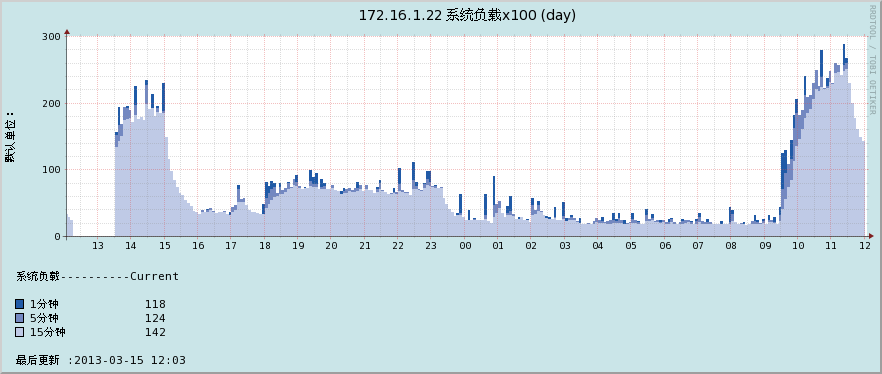 172.16.1.22 系统负载x100 (day)
RRDTOOL / TOBI OETIKER
默认单位：
300
200
100
0
13 14 15 16 17 18 19 20 21 22 23 00 01 02 03 04 05 06 07 08 09 10 11 12
系统负载----------Current
1分钟 118
5分钟 124
15分钟 142
最后更新 :2013-03-15 12:03